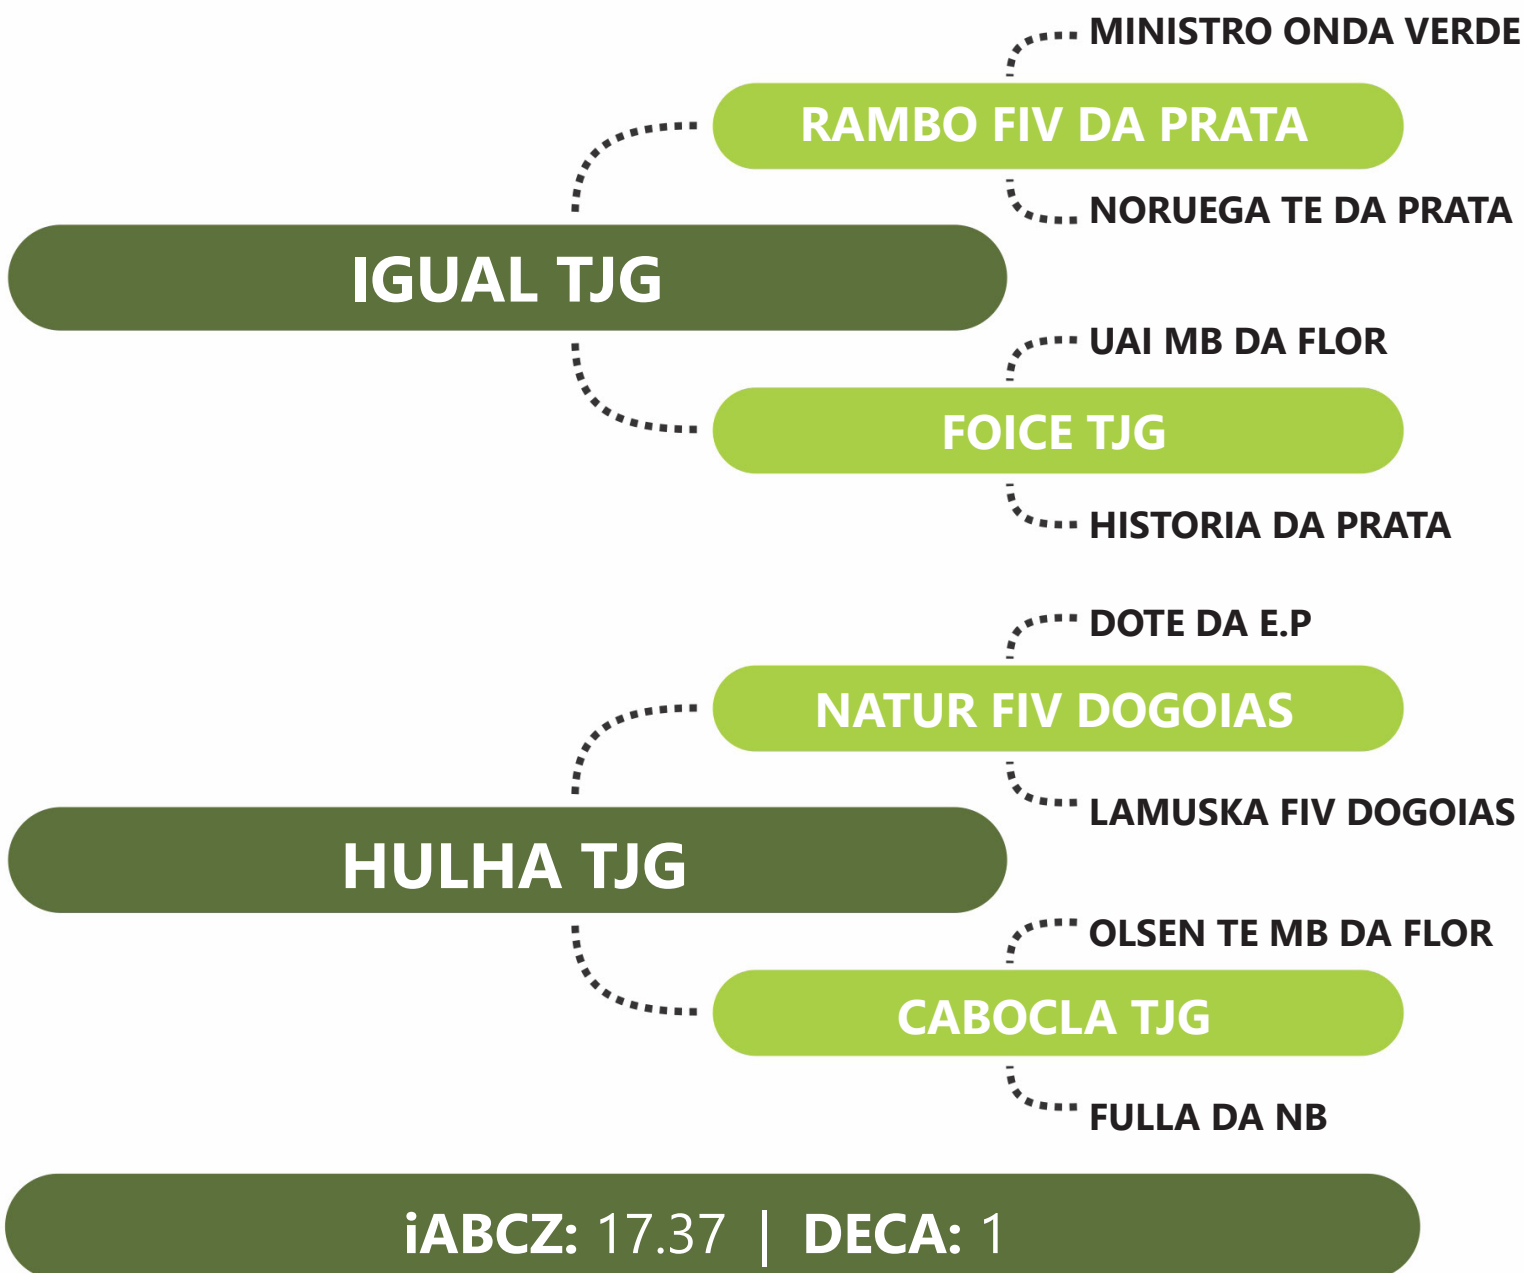 MINISTRO ONDA VERDE
RAMBO FIV DA PRATA
NORUEGA TE DA PRATA
IGUAL TJG
UAI MB DA FLOR
FOICE TJG
HISTORIA DA PRATA
DOTE DA E.P
NATUR FIV DOGOIAS
LAMUSKA FIV DOGOIAS
HULHA TJG
OLSEN TE MB DA FLOR
CABOCLA TJG
FULLA DA NB
iABCZ: 17.37 | DECA: 1